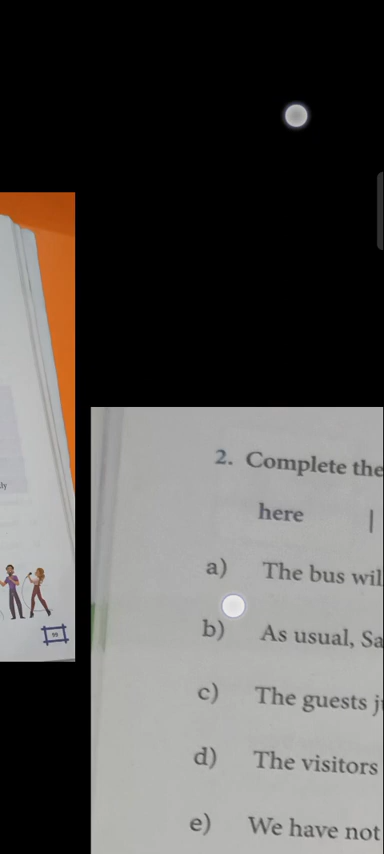 2. Complete the
here |
a) The bus wil
b) As usual, Sa
c) The guests j
d) The visitors
e) We have not